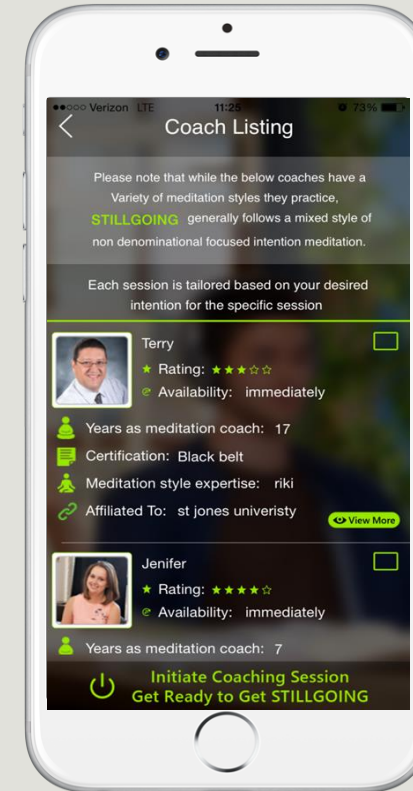 Verizon LTE 11:25 73%
Coach Listing
Please note that while the below coaches have a
Variety of meditation styles they practice,
STILLGOING generally follows a mixed style of
non denominational focused intention meditation.
Each session is tailored based on your desired
intention for the specific session
Terry
Rating: ★★★☆☆
Availability: immediately
Years as meditation coach: 17
Certification: Black belt
Meditation style expertise: riki
Affiliated To: st jones univeristy
View More
Jenifer
Rating: ★★★★☆
Availability: immediately
Years as meditation coach: 7
Initiate Coaching Session
Get Ready to Get STILLGOING